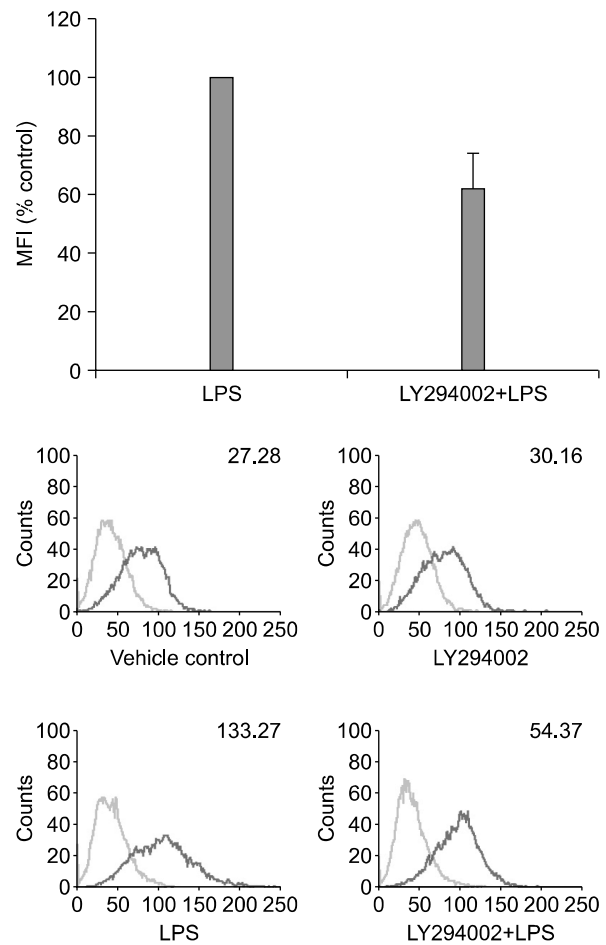 120
100
80
60
40
20
0
MFI (% control)
LPS LY294002+LPS
27.28
100
80
60
40
20
0
Counts
0 50 100 150 200 250
Vehicle control
30.16
100
80
60
40
20
0
Counts
0 50 100 150 200 250
LY294002
133.27
100
80
60
40
20
0
Counts
0 50 100 150 200 250
LPS
54.37
100
80
60
40
20
0
Counts
0 50 100 150 200 250
LY294002+LPS